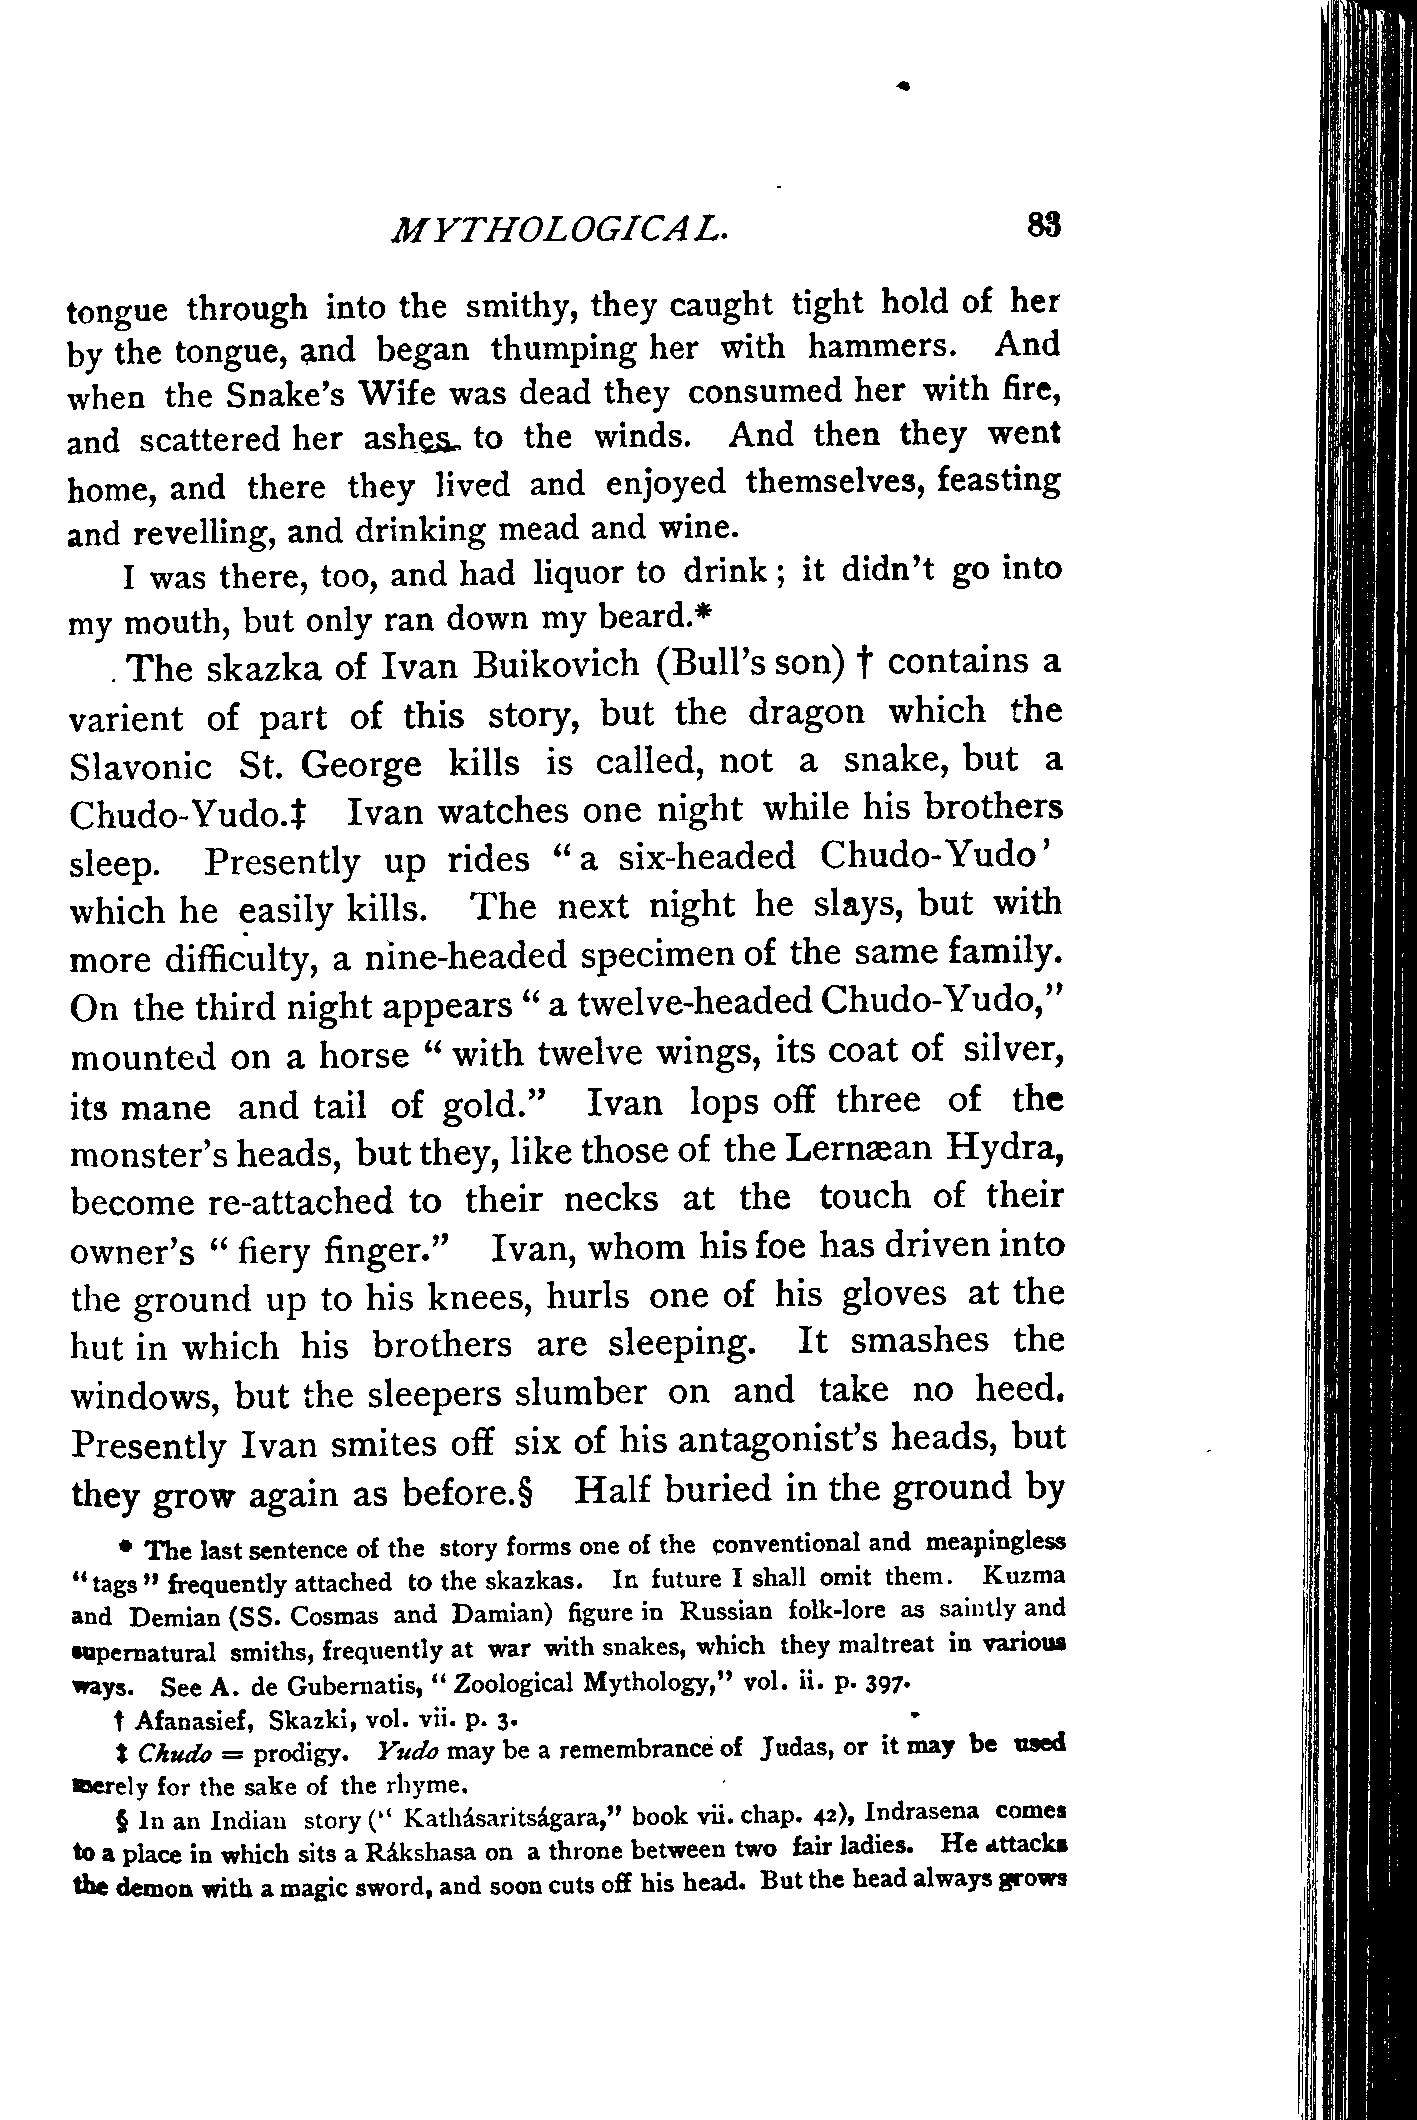 MYTHOLOGICAL. 83
tongue through into the smithy, they caught tight hold of her
by the tongue, and began thumping her with hammers. And
when the Snake's Wife was dead they consumed her with fire,
and scattered her ashes to the winds. And then they went
home, and there they lived and enjoyed themselves, feasting
and revelling, and drinking mead and wine.
I was there, too, and had liquor to drink; it didn't go into
my mouth, but only ran down my beard.*
The skazka of Ivan Buikovich (Bull's son) † contains a
varient of part of this story, but the dragon which the
Slavonic St. George kills is called, not a snake, but a
Chudo-Yudo.‡ Ivan watches one night while his brothers
sleep. Presently up rides "a six-headed Chudo-Yudo'
which he easily kills. The next night he slays, but with
more difficulty, a nine-headed specimen of the same family.
On the third night appears "a twelve-headed Chudo-Yudo,"
mounted on a horse "with twelve wings, its coat of silver,
its mane and tail of gold." Ivan lops off three of the
monster's heads, but they, like those of the Lernæan Hydra,
become re-attached to their necks at the touch of their
owner's "fiery finger." Ivan, whom his foe has driven into
the ground up to his knees, hurls one of his gloves at the
hut in which his brothers are sleeping. It smashes the
windows, but the sleepers slumber on and take no heed.
Presently Ivan smites off six of his antagonist's heads, but
they grow again as before.§ Half buried in the ground by
* The last sentence of the story forms one of the conventional and meaningless
"tags" frequently attached to the skazkas. In future I shall omit them. Kuzma
and Demian (SS. Cosmas and Damian) figure in Russian folk-lore as saintly and
supernatural smiths, frequently at war with snakes, which they maltreat in various
ways. See A. de Gubernatis, "Zoological Mythology," vol. ii. p. 397.
† Afanasief, Skazki, vol. vii. p. 3.
‡ Chudo = prodigy. Yudo may be a remembrance of Judas, or it may be used
merely for the sake of the rhyme.
§ In an Indian story ("Kathásaritságara," book vii. chap. 42), Indrasena comes
to a place in which sits a Rákshasa on a throne between two fair ladies. He attacks
the demon with a magic sword, and soon cuts off his head. But the head always grows